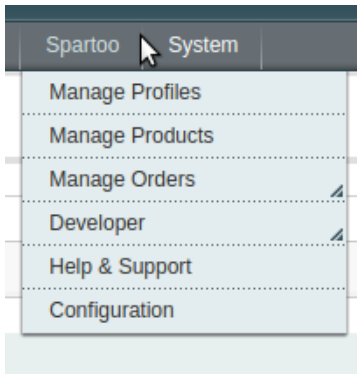 Spartoo System
Manage Profiles
Manage Products
Manage Orders
Developer
Help & Support
Configuration